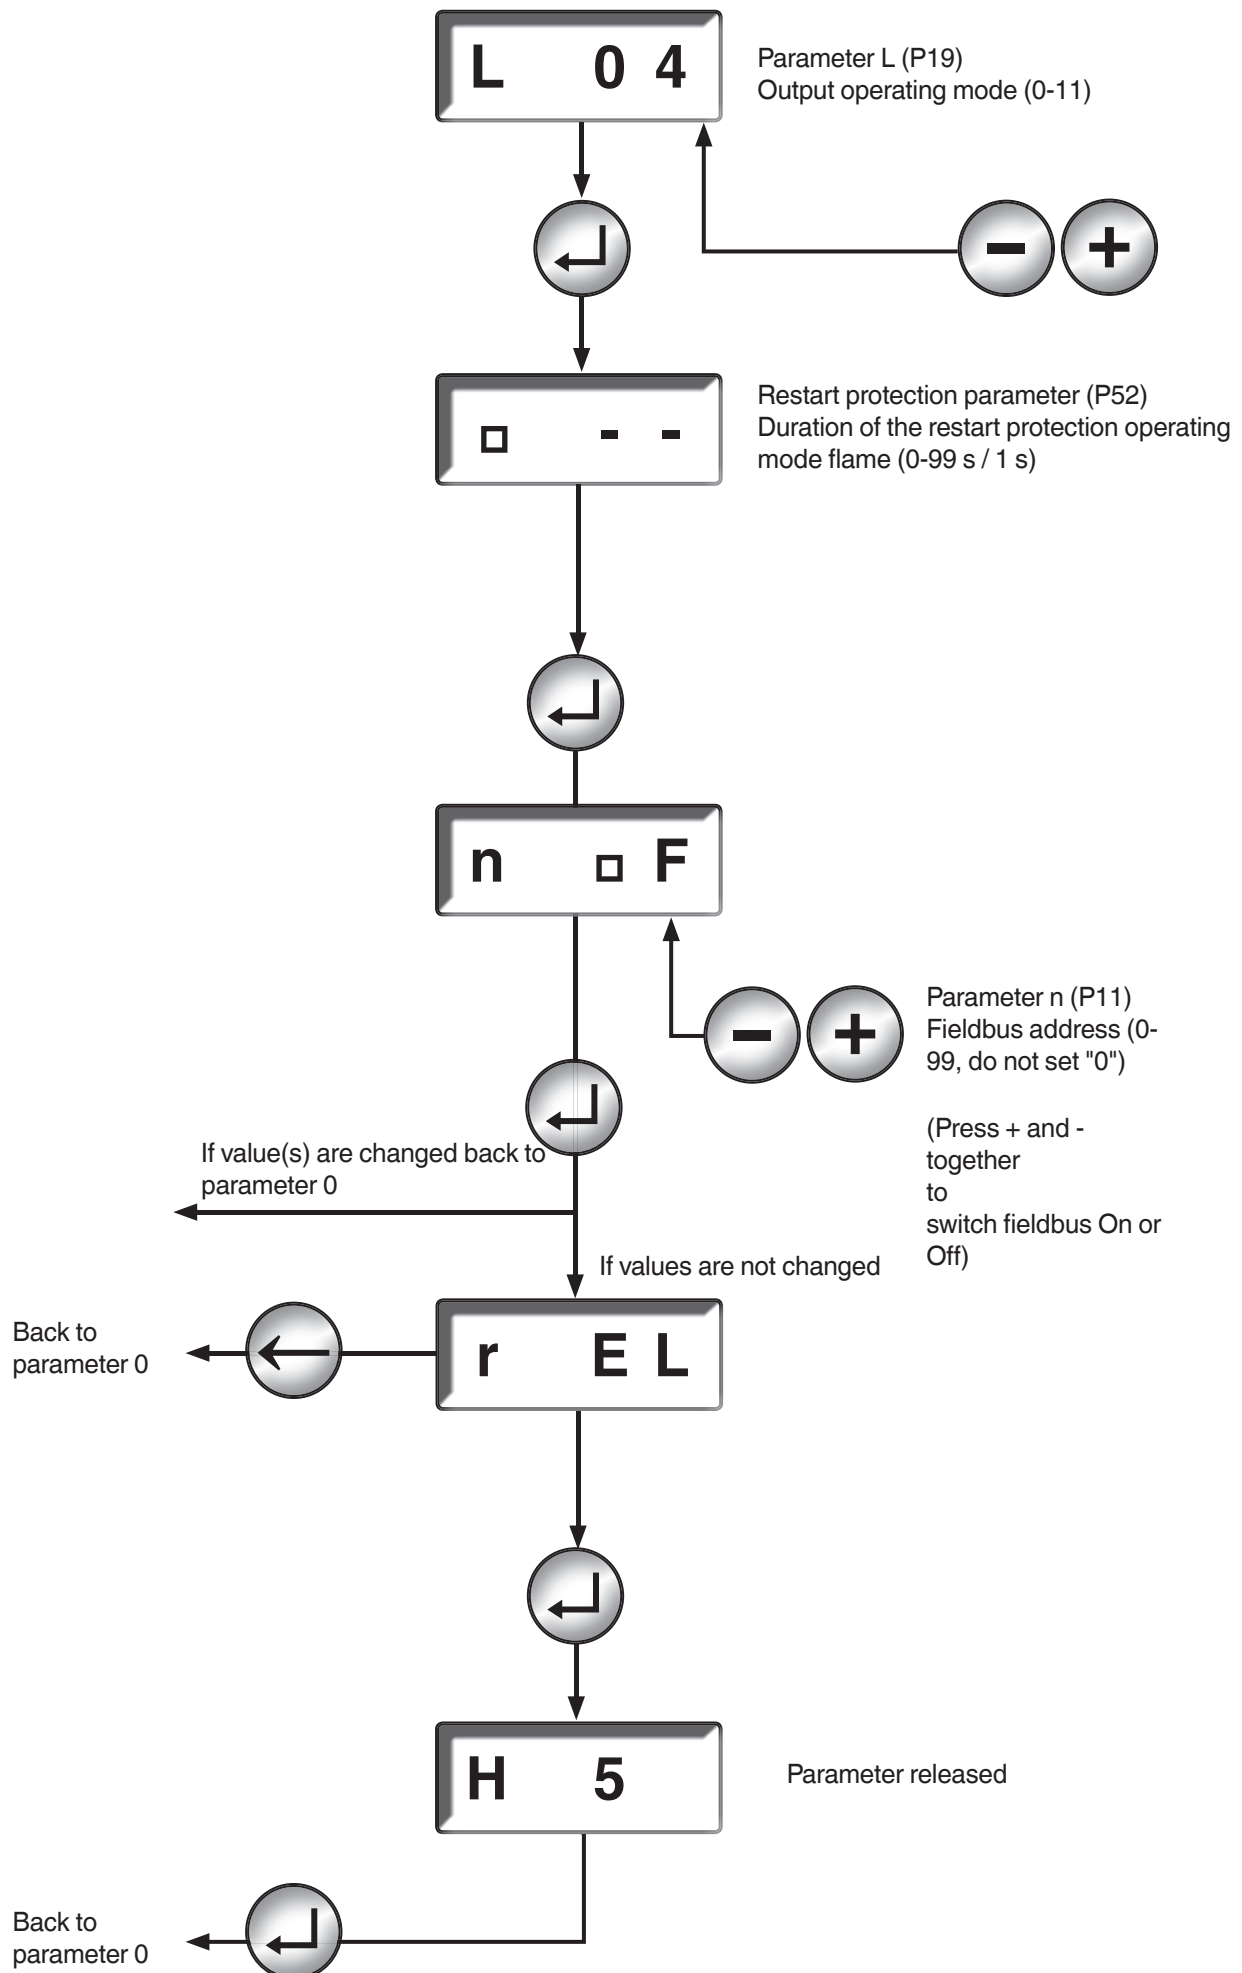 L 0 4
Parameter L (P19)
Output operating mode (0-11)
- +
o - -
Restart protection parameter (P52)
Duration of the restart protection operating
mode flame (0-99 s / 1 s)
n o F
- +
Parameter n (P11)
Fieldbus address (0-
99, do not set "0")
(Press + and -
together
to
switch fieldbus On or
Off)
If value(s) are changed back to
parameter 0
If values are not changed
Back to
parameter 0
r E L
H 5
Parameter released
Back to
parameter 0